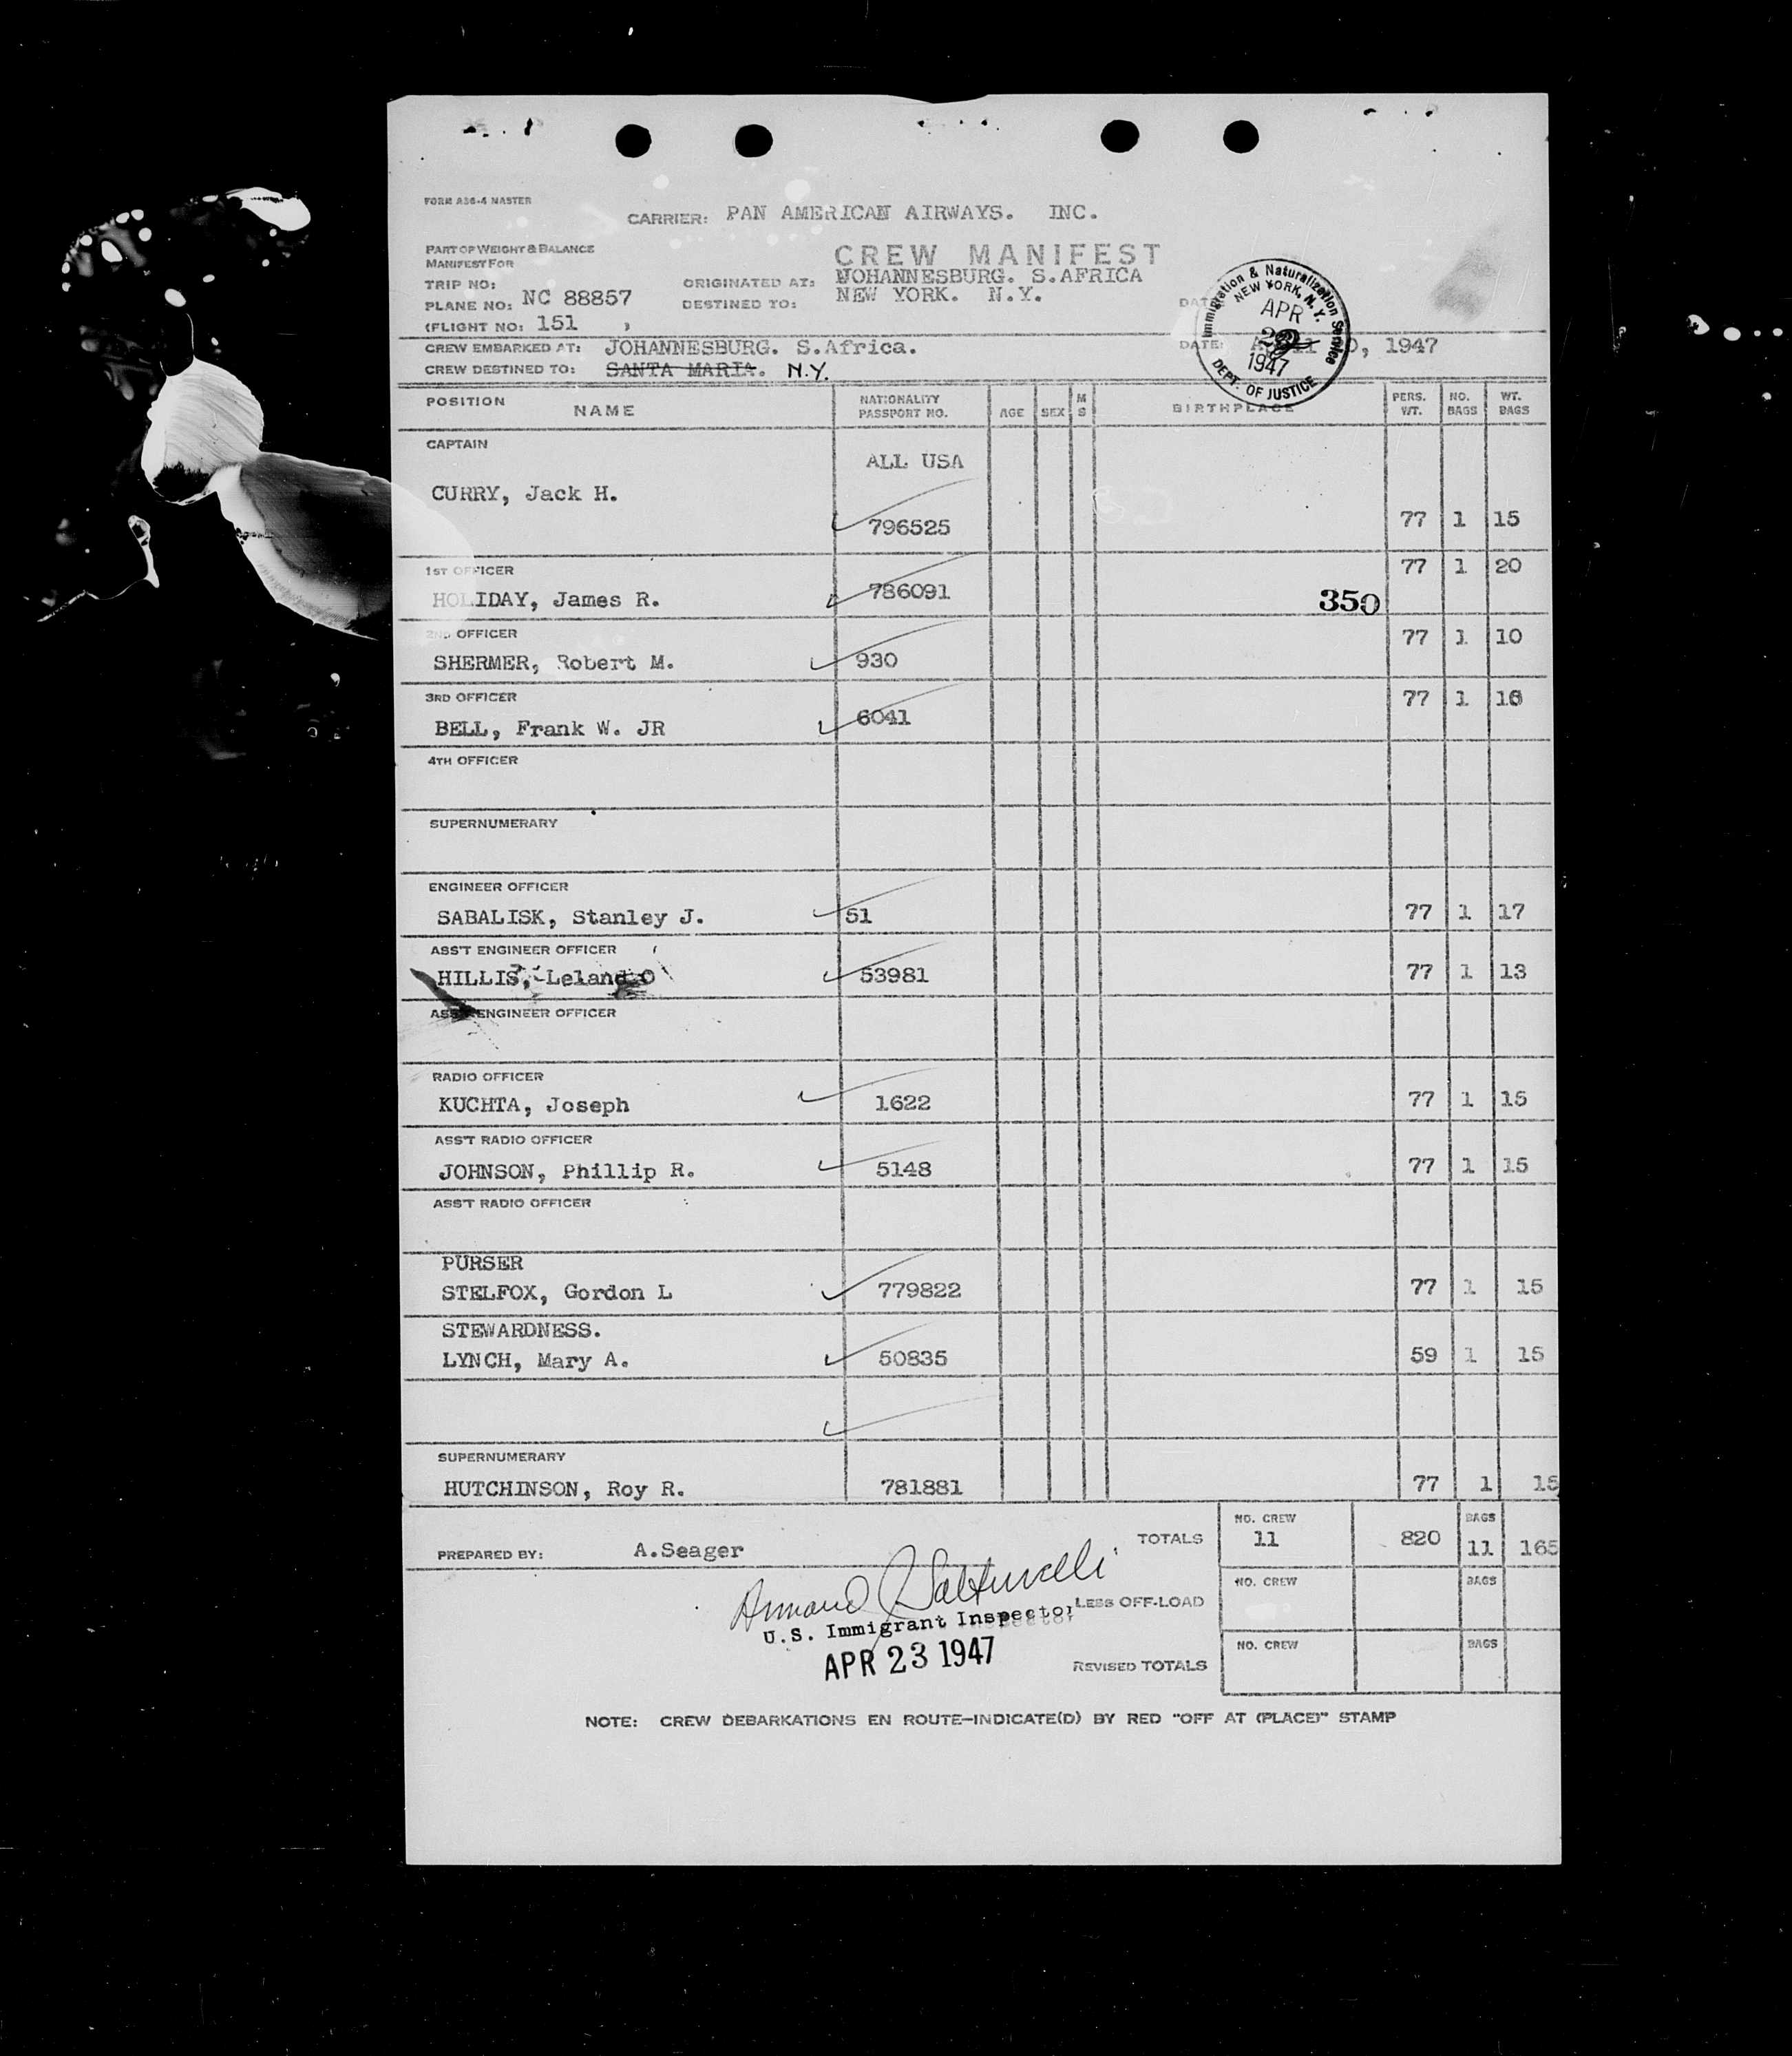 FORM A36-4 MASTER
CARRIER: PAN AMERICAN AIRWAYS. INC.
PART OF WEIGHT & BALANCE
MANIFEST FOR
CREW MANIFEST
TRIP NO: ORIGINATED AT: JOHANNESBURG. S.AFRICA
PLANE NO: NC 88857 DESTINED TO: NEW YORK. N.Y.
(FLIGHT NO: 151 )
Immigration & Naturalization Service
NEW YORK, N.Y.
APR
1947
DEPT. OF JUSTICE
CREW EMBARKED AT: JOHANNESBURG. S.Africa. DATE: 1947
CREW DESTINED TO: SANTA MARIA. N.Y.
POSITION NAME NATIONALITY PASSPORT NO. AGE SEX M S BIRTHPLACE PERS. WT. NO. BAGS WT. BAGS
CAPTAIN
ALL USA
CURRY, Jack H.
796525 77 1 15
1ST OFFICER 77 1 20
HOLIDAY, James R. 786091 350
2ND OFFICER 77 1 10
SHERMER, Robert M. 930
3RD OFFICER 77 1 16
BELL, Frank W. JR 6041
4TH OFFICER
SUPERNUMERARY
ENGINEER OFFICER
SABALISK, Stanley J. 51 77 1 17
ASS'T ENGINEER OFFICER
HILLIS, Leland O 53981 77 1 13
ASS'T ENGINEER OFFICER
RADIO OFFICER
KUCHTA, Joseph 1622 77 1 15
ASS'T RADIO OFFICER
JOHNSON, Phillip R. 5148 77 1 15
ASS'T RADIO OFFICER
PURSER
STELFOX, Gordon L 779822 77 1 15
STEWARDNESS.
LYNCH, Mary A. 50835 59 1 15
SUPERNUMERARY
HUTCHINSON, Roy R. 781881 77 1 15
PREPARED BY: A.Seager TOTALS NO. CREW 11 820 BAGS 11 165
LESS OFF-LOAD NO. CREW BAGS
U.S. Immigrant Inspector
APR 23 1947
REVISED TOTALS NO. CREW BAGS
NOTE: CREW DEBARKATIONS EN ROUTE-INDICATE(D) BY RED "OFF AT (PLACE)" STAMP